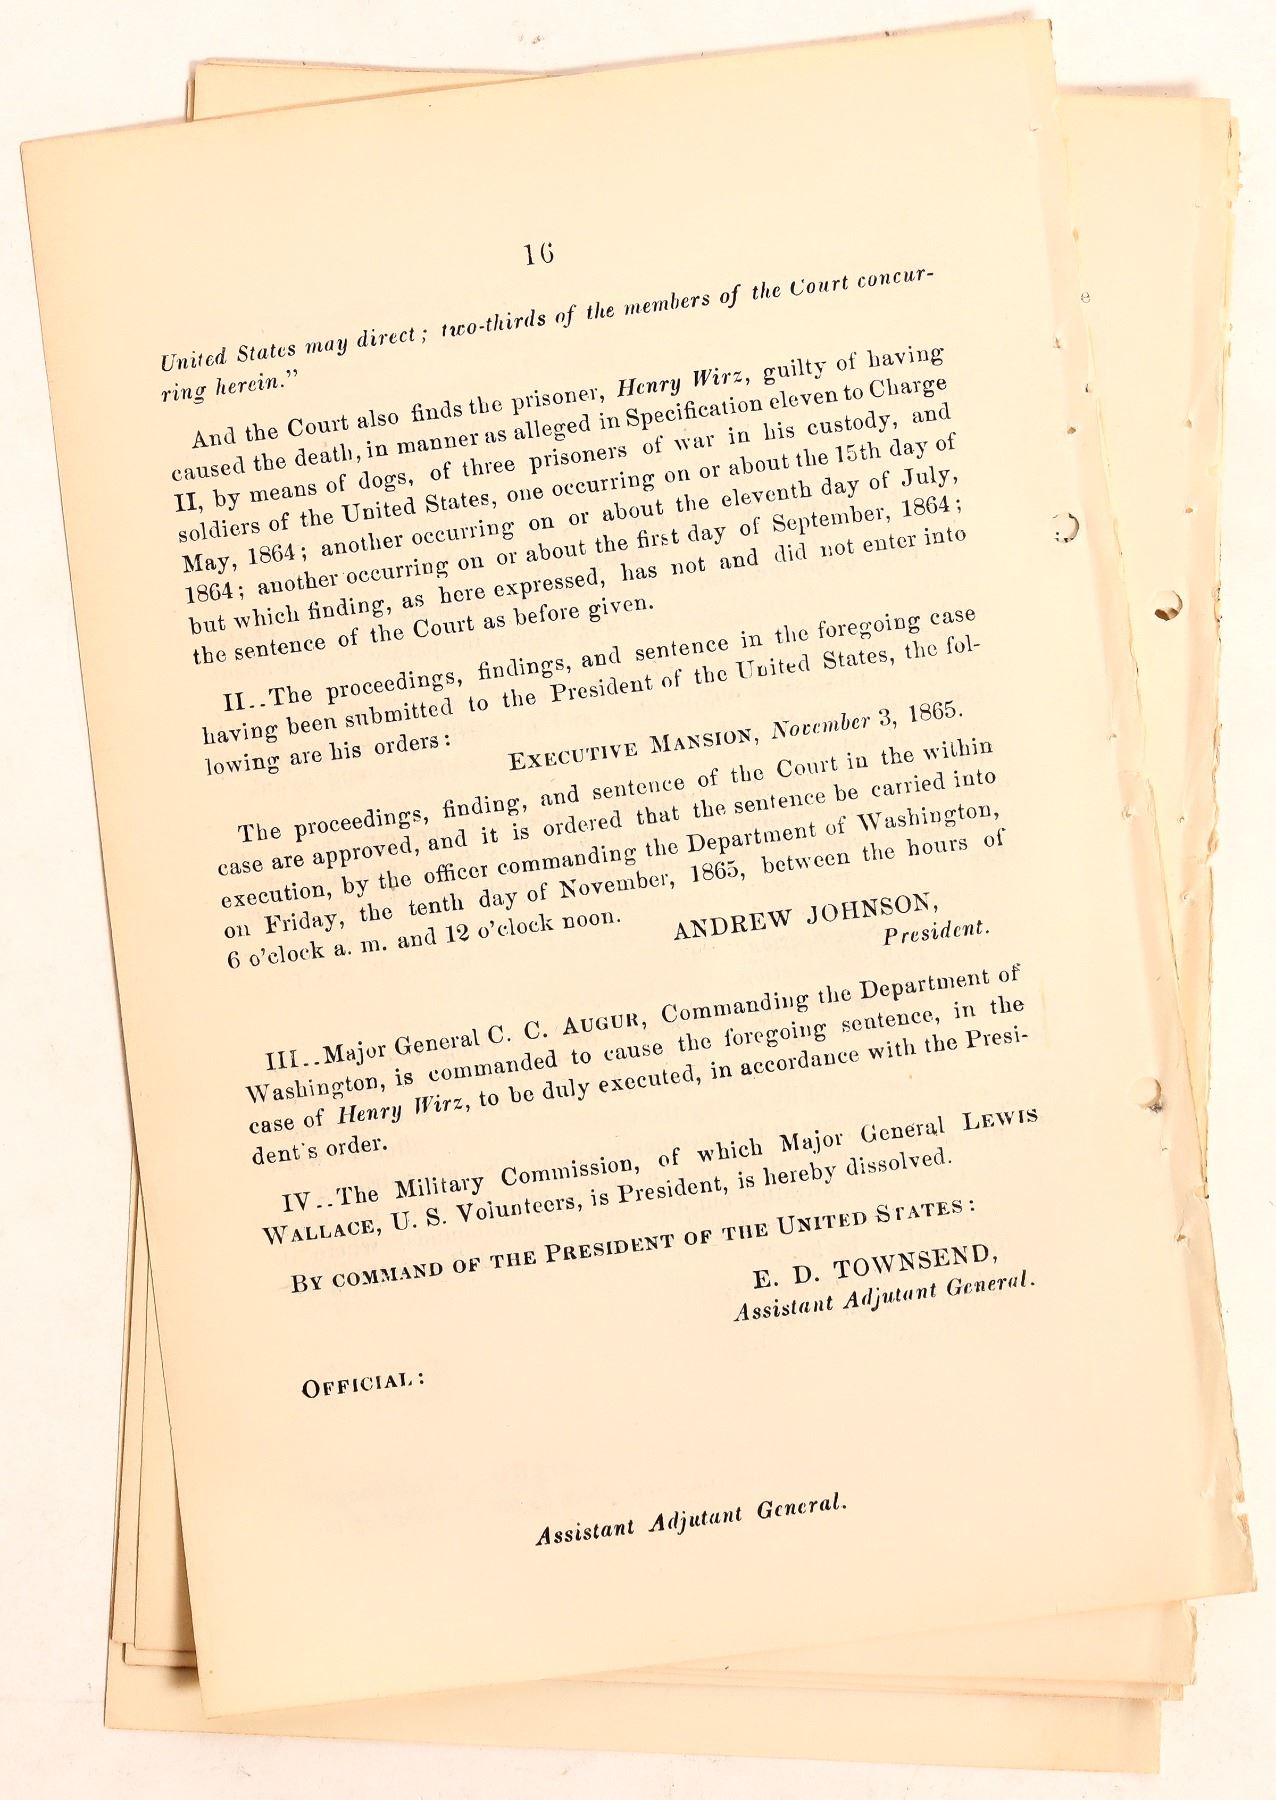 16
United States may direct; two-thirds of the members of the Court concur-
ring herein."
And the Court also finds the prisoner, Henry Wirz, guilty of having
caused the death, in manner as alleged in Specification eleven to Charge
II, by means of dogs, of three prisoners of war in his custody, and
soldiers of the United States, one occurring on or about the 15th day of
May, 1864; another occurring on or about the eleventh day of July,
1864; another occurring on or about the first day of September, 1864;
but which finding, as here expressed, has not and did not enter into
the sentence of the Court as before given.
II..The proceedings, findings, and sentence in the foregoing case
having been submitted to the President of the United States, the fol-
lowing are his orders:
EXECUTIVE MANSION, November 3, 1865.
The proceedings, finding, and sentence of the Court in the within
case are approved, and it is ordered that the sentence be carried into
execution, by the officer commanding the Department of Washington,
on Friday, the tenth day of November, 1865, between the hours of
6 o'clock a. m. and 12 o'clock noon.
ANDREW JOHNSON,
President.
III..Major General C. C. AUGUR, Commanding the Department of
Washington, is commanded to cause the foregoing sentence, in the
case of Henry Wirz, to be duly executed, in accordance with the Presi-
dent's order.
IV..The Military Commission, of which Major General LEWIS
WALLACE, U. S. Volunteers, is President, is hereby dissolved.
BY COMMAND OF THE PRESIDENT OF THE UNITED STATES:
E. D. TOWNSEND,
Assistant Adjutant General.
OFFICIAL:
Assistant Adjutant General.
e